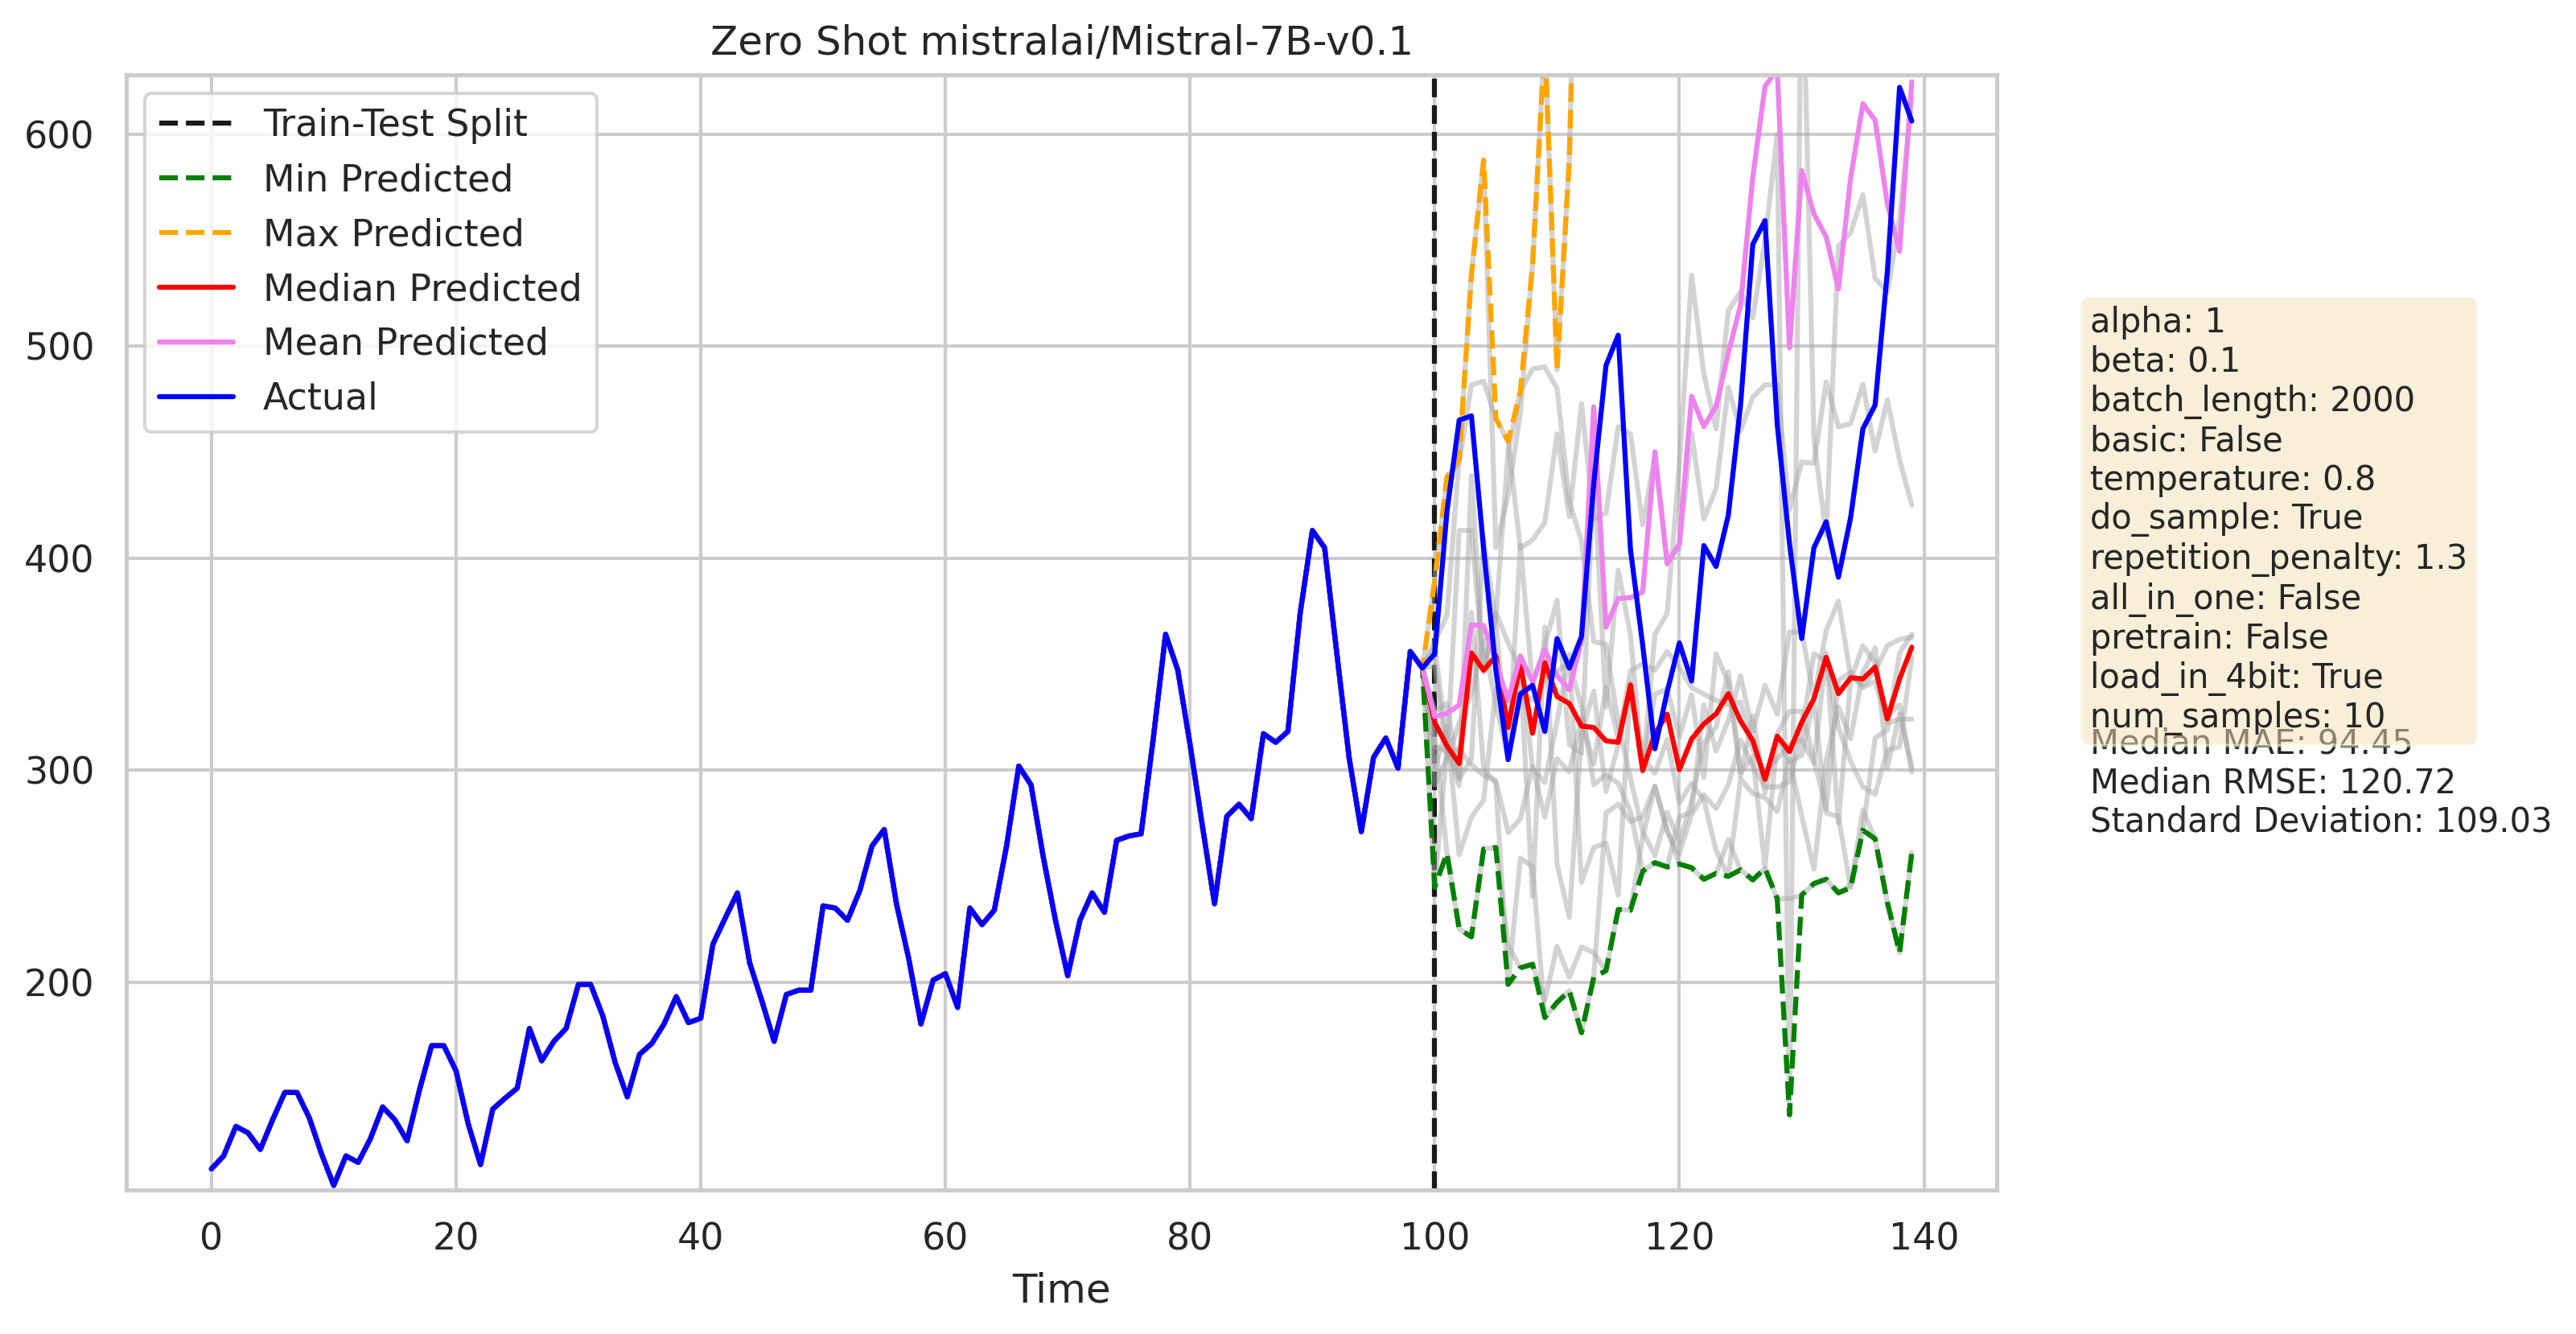 Zero Shot mistralai/Mistral-7B-v0.1
Train-Test Split
Min Predicted
Max Predicted
Median Predicted
Mean Predicted
Actual
600
500
400
300
200
0 20 40 60 80 100 120 140
Time
alpha: 1
beta: 0.1
batch_length: 2000
basic: False
temperature: 0.8
do_sample: True
repetition_penalty: 1.3
all_in_one: False
pretrain: False
load_in_4bit: True
num_samples: 10
Median MAE: 94.45
Median RMSE: 120.72
Standard Deviation: 109.03